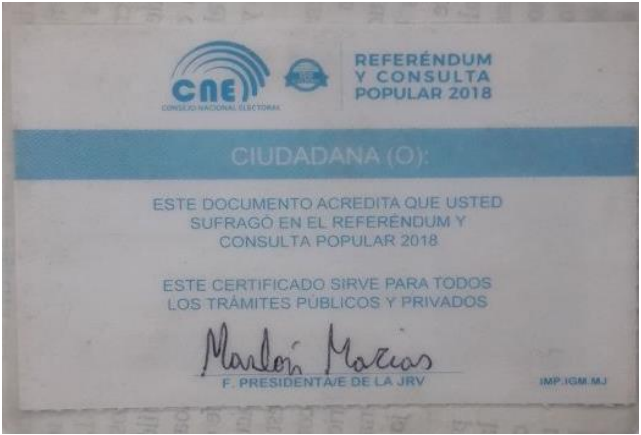 CNE
CONSEJO NACIONAL ELECTORAL
REFERÉNDUM
Y CONSULTA
POPULAR 2018
CIUDADANA (O):
ESTE DOCUMENTO ACREDITA QUE USTED
SUFRAGÓ EN EL REFERÉNDUM Y
CONSULTA POPULAR 2018
ESTE CERTIFICADO SIRVE PARA TODOS
LOS TRÁMITES PÚBLICOS Y PRIVADOS
Marlon Macias
F. PRESIDENTA/E DE LA JRV
IMP.IGM.MJ